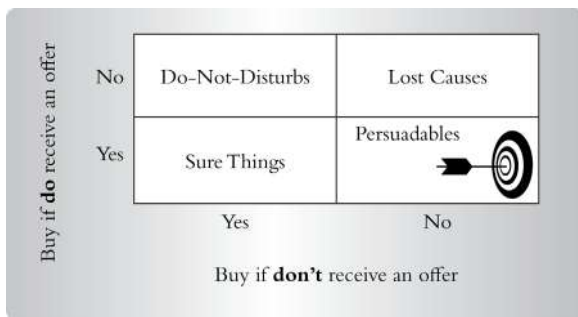 Buy if do receive an offer
No
Do-Not-Disturbs
Lost Causes
Yes
Sure Things
Persuadables
Yes
No
Buy if don't receive an offer